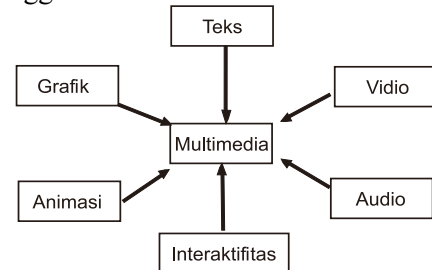 Teks
Grafik
Vidio
Multimedia
Animasi
Audio
Interaktifitas